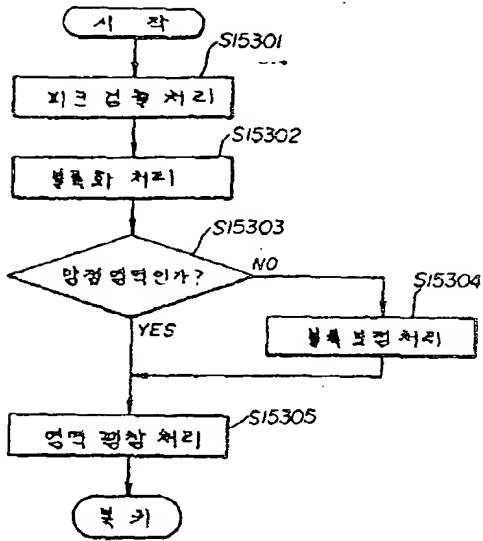 시 작
S15301
피크 검출 처리
S15302
블록화 처리
S15303
망점 영역인가?
NO
S15304
YES
블록 보정 처리
S15305
영역 팽창 처리
복 귀